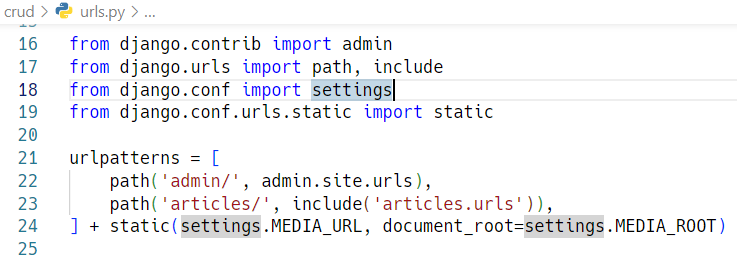 crud > urls.py > ...
16 from django.contrib import admin
17 from django.urls import path, include
18 from django.conf import settings
19 from django.conf.urls.static import static
20
21 urlpatterns = [
22     path('admin/', admin.site.urls),
23     path('articles/', include('articles.urls')),
24 ] + static(settings.MEDIA_URL, document_root=settings.MEDIA_ROOT)
25